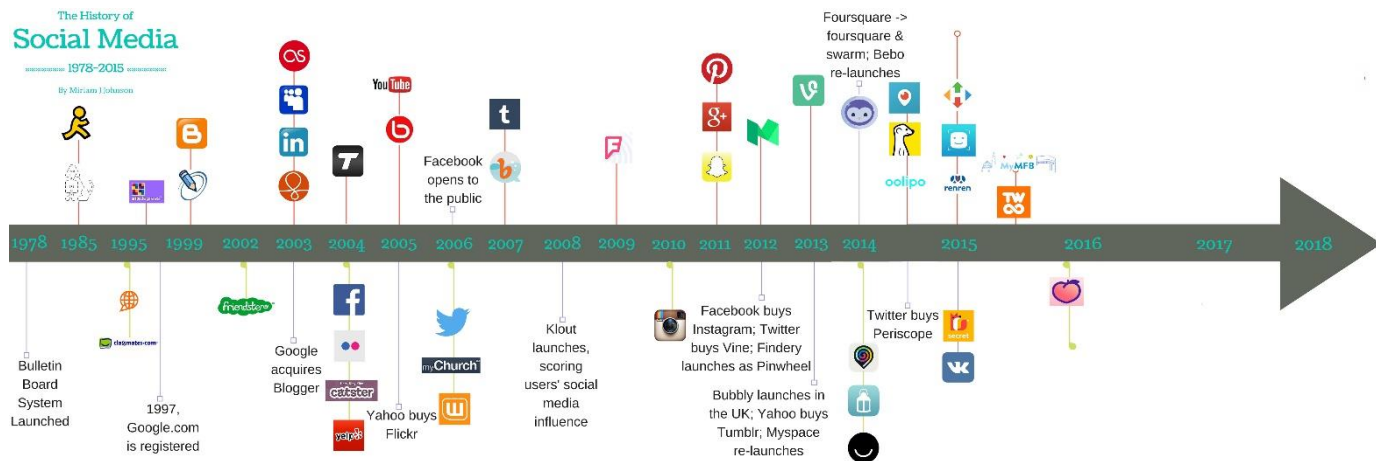 The History of
Social Media
1978-2015
By Miriam J Johnson
Foursquare ->
foursquare &
swarm; Bebo
re-launches
You Tube
Facebook
opens to
the public
oolipo
renren
MyMFB
TW
1978 1985 1995 1999 2002 2003 2004 2005 2006 2007 2008 2009 2010 2011 2012 2013 2014 2015 2016 2017 2018
Bulletin
Board
System
Launched
classmates.com
1997,
Google.com
is registered
friendster
Google
acquires
Blogger
catster
yelp
Yahoo buys
Flickr
myChurch
Klout
launches,
scoring
users' social
media
influence
Facebook buys
Instagram; Twitter
buys Vine; Findery
launches as Pinwheel
Bubbly launches in
the UK; Yahoo buys
Tumblr; Myspace
re-launches
Twitter buys
Periscope
secret